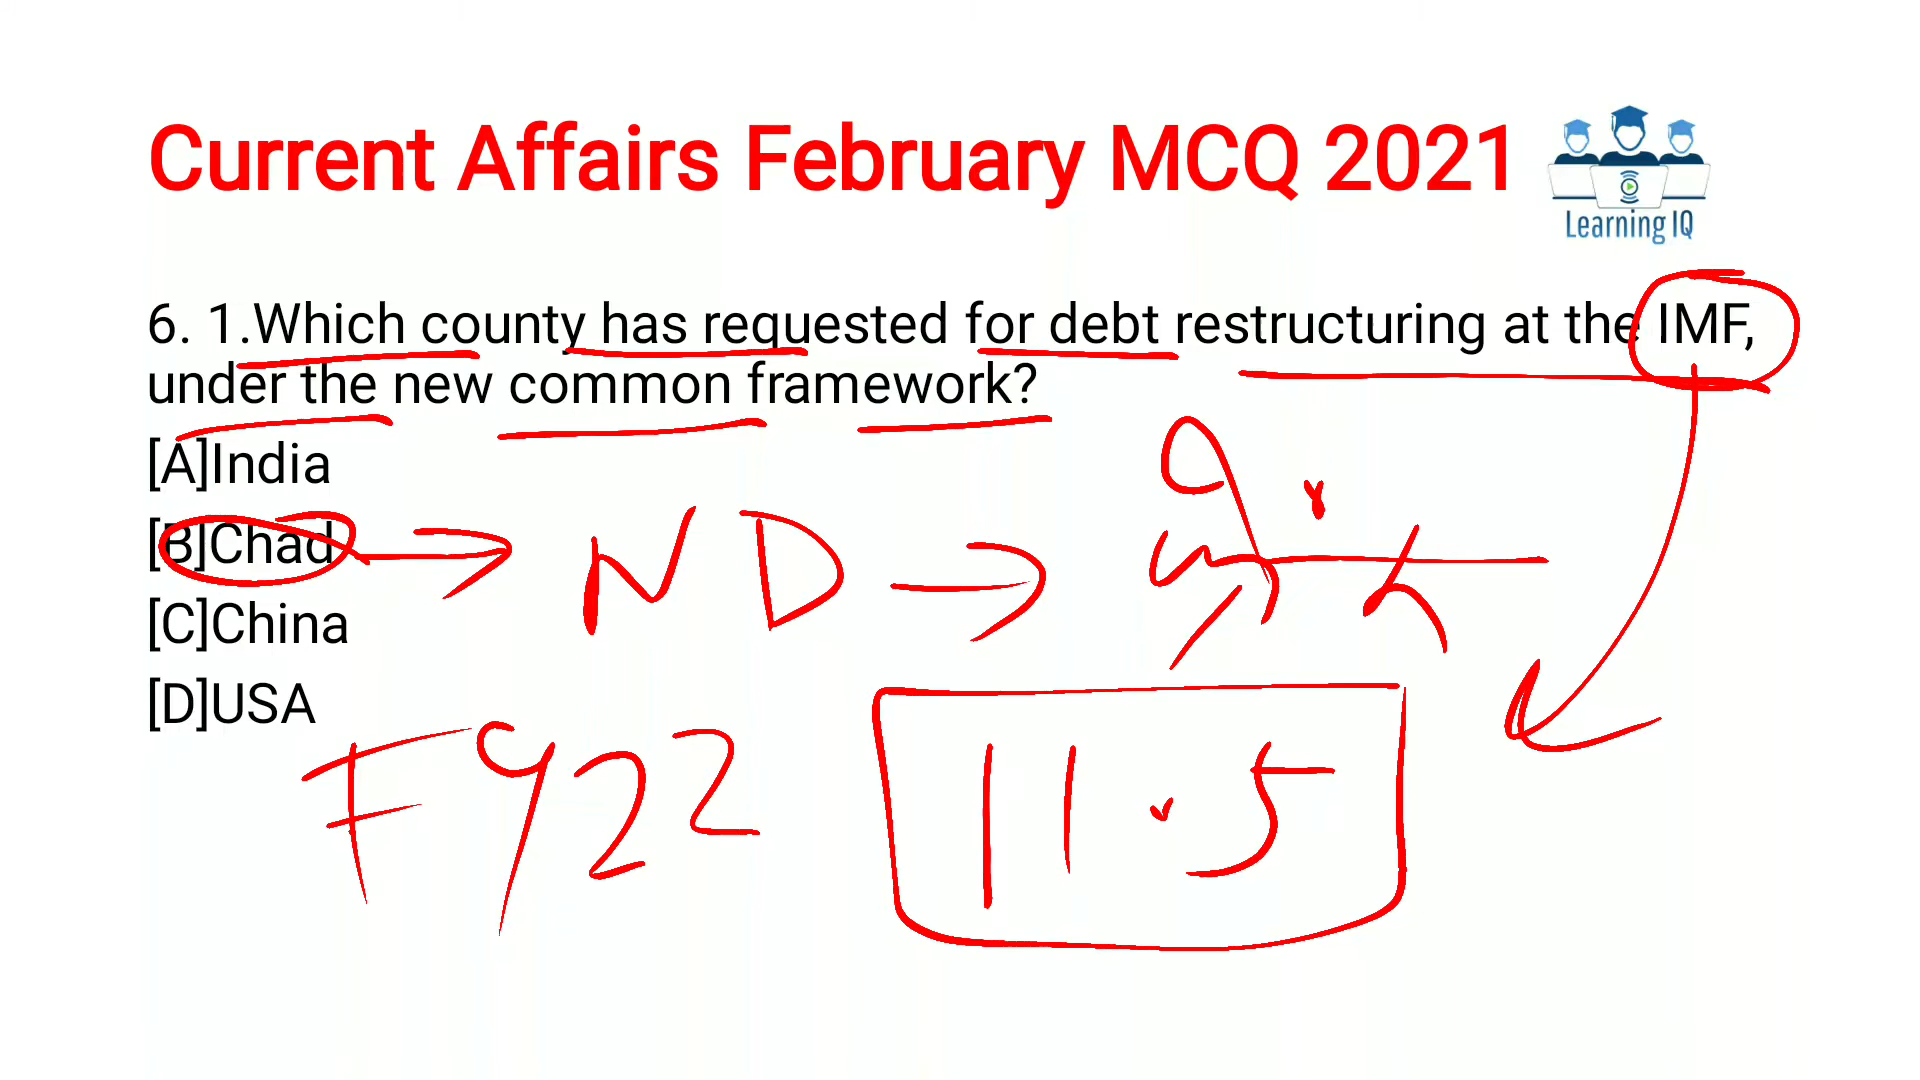 Current Affairs February MCQ 2021
Learning IQ
6. 1.Which county has requested for debt restructuring at the IMF,
under the new common framework?
[A]India
[B]Chad
ND
[C]China
[D]USA
FY22
11.5